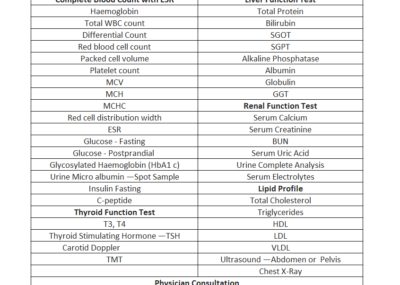 Complete Blood Count with ESR Liver Function Test
Haemoglobin Total Protein
Total WBC count Bilirubin
Differential Count SGOT
Red blood cell count SGPT
Packed cell volume Alkaline Phosphatase
Platelet count Albumin
MCV Globulin
MCH GGT
MCHC Renal Function Test
Red cell distribution width Serum Calcium
ESR Serum Creatinine
Glucose - Fasting BUN
Glucose - Postprandial Serum Uric Acid
Glycosylated Haemoglobin (HbA1 c) Urine Complete Analysis
Urine Micro albumin —Spot Sample Serum Electrolytes
Insulin Fasting Lipid Profile
C-peptide Total Cholesterol
Thyroid Function Test Triglycerides
T3, T4 HDL
Thyroid Stimulating Hormone —TSH LDL
Carotid Doppler VLDL
TMT Ultrasound —Abdomen or Pelvis
Chest X-Ray
Physician Consultation